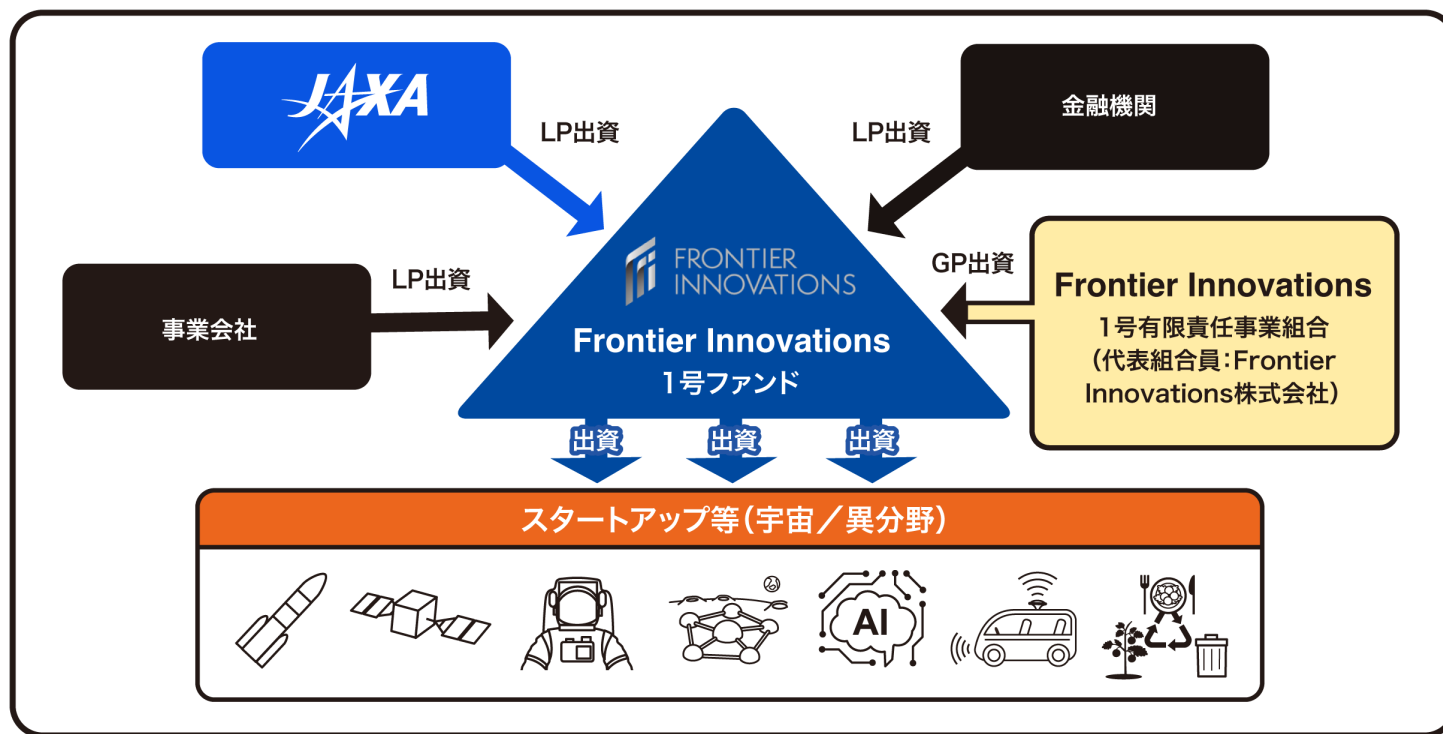 JAXA
金融機関
LP出資
LP出資
FRONTIER
INNOVATIONS
GP出資
Frontier Innovations
1号有限責任事業組合
(代表組合員:Frontier
Innovations株式会社)
LP出資
事業会社
Frontier Innovations
1号ファンド
出資
出資
出資
スタートアップ等(宇宙／異分野)
AI